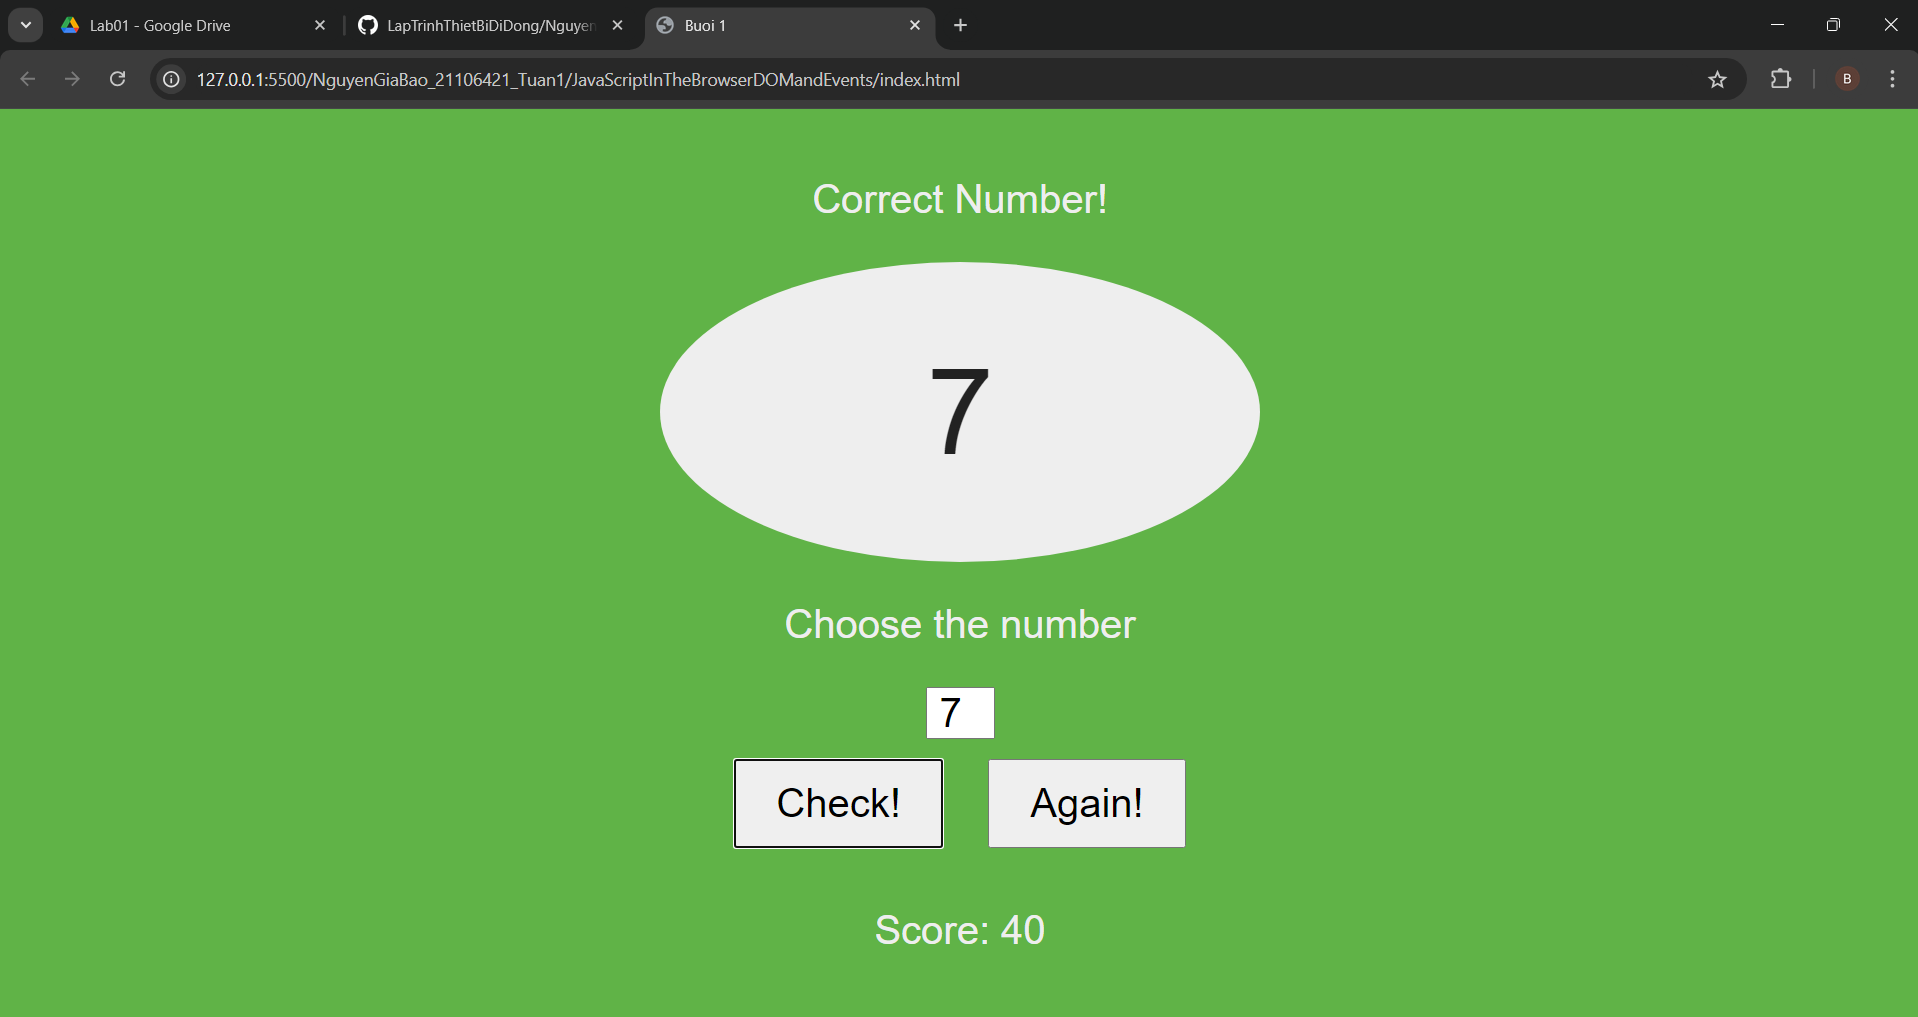 Lab01 - Google Drive
LapTrinhThietBiDiDong/Nguyen
Buoi 1
127.0.0.1:5500/NguyenGiaBao_21106421_Tuan1/JavaScriptInTheBrowserDOMandEvents/index.html
B
Correct Number!
7
Choose the number
7
Check!
Again!
Score: 40